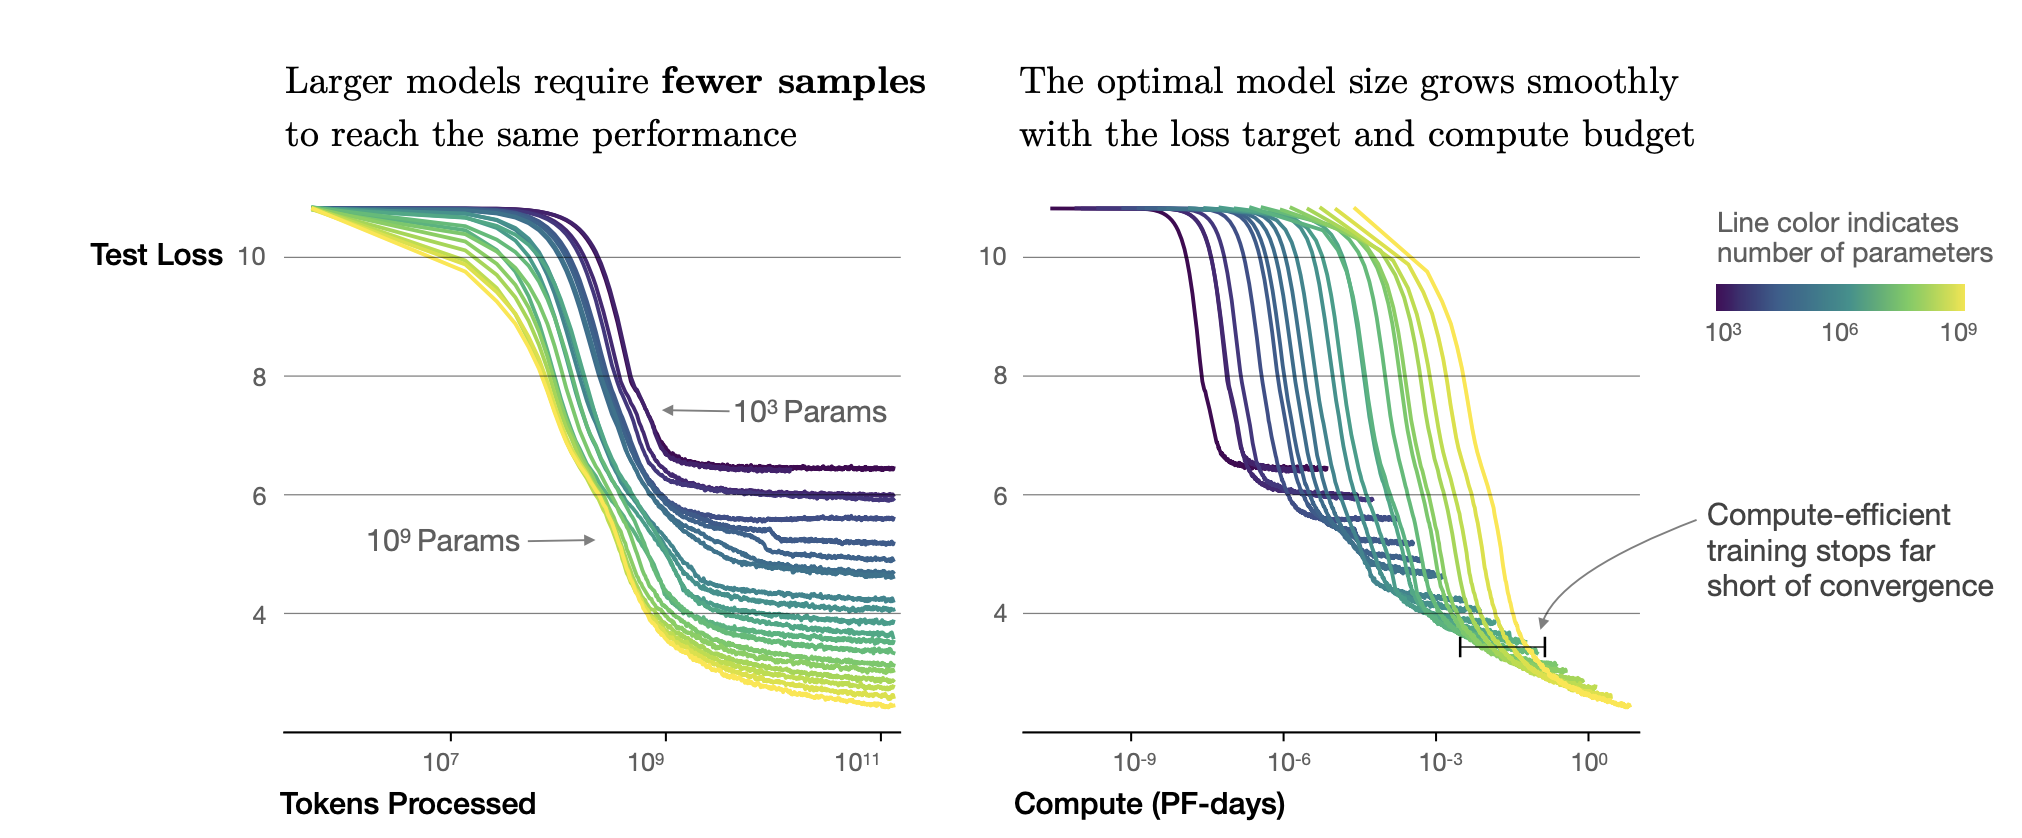 Larger models require fewer samples
to reach the same performance
The optimal model size grows smoothly
with the loss target and compute budget
Line color indicates
number of parameters
10³ 10⁶ 10⁹
Test Loss
10
8
6
4
10³ Params
10⁹ Params
10⁷ 10⁹ 10¹¹
Tokens Processed
10
8
6
4
Compute-efficient
training stops far
short of convergence
10⁻⁹ 10⁻⁶ 10⁻³ 10⁰
Compute (PF-days)